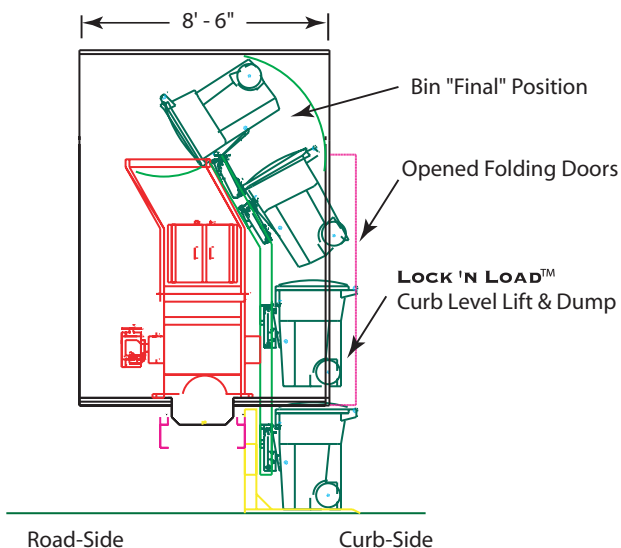 8' - 6"
Bin "Final" Position
Opened Folding Doors
LOCK 'N LOAD™
Curb Level Lift & Dump
Road-Side
Curb-Side